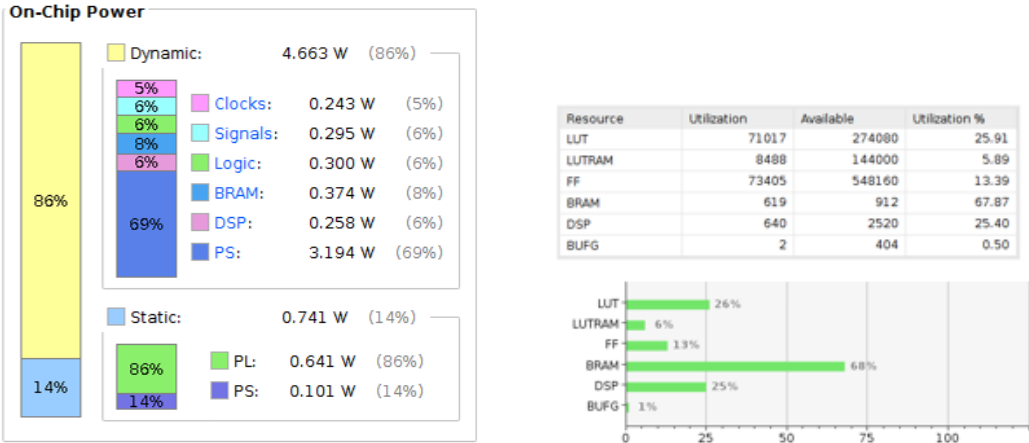 On-Chip Power
86%
14%
Dynamic: 4.663 W (86%)
5%
6%
6%
8%
6%
69%
Clocks: 0.243 W (5%)
Signals: 0.295 W (6%)
Logic: 0.300 W (6%)
BRAM: 0.374 W (8%)
DSP: 0.258 W (6%)
PS: 3.194 W (69%)
Static: 0.741 W (14%)
86%
14%
PL: 0.641 W (86%)
PS: 0.101 W (14%)
Resource Utilization Available Utilization %
LUT 71017 274080 25.91
LUTRAM 8488 144000 5.89
FF 73405 548160 13.39
BRAM 619 912 67.87
DSP 640 2520 25.40
BUFG 2 404 0.50
LUT 26%
LUTRAM 6%
FF 13%
BRAM 68%
DSP 25%
BUFG 1%
0 25 50 75 100